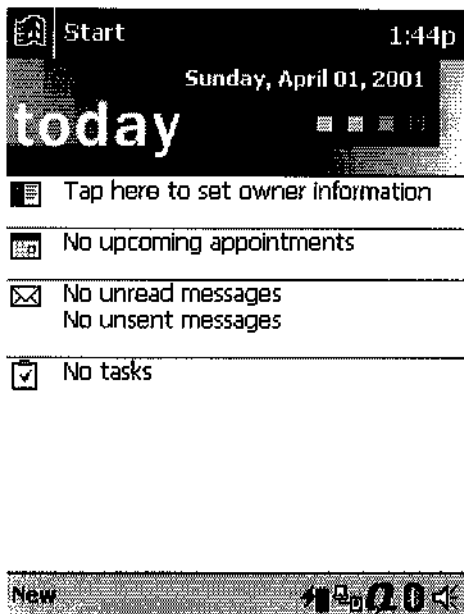 Start
1:44p
Sunday, April 01, 2001
today
Tap here to set owner information
No upcoming appointments
No unread messages
No unsent messages
No tasks
New